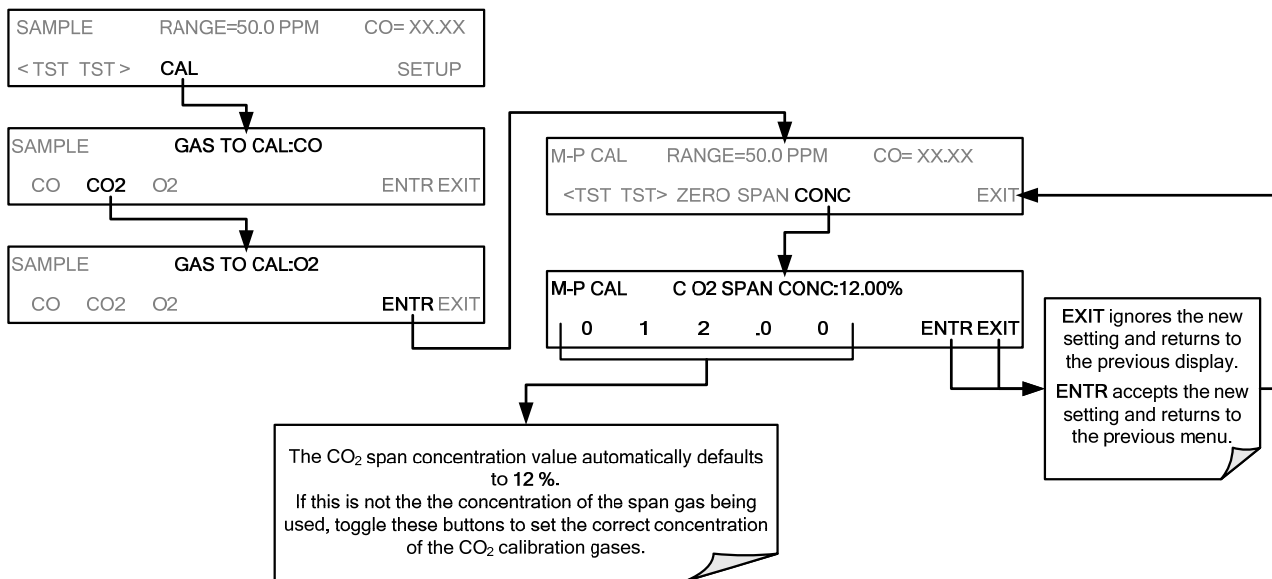 SAMPLE RANGE=50.0 PPM CO= XX.XX
< TST TST > CAL SETUP
SAMPLE GAS TO CAL:CO
CO CO2 O2 ENTR EXIT
SAMPLE GAS TO CAL:O2
CO CO2 O2 ENTR EXIT
M-P CAL RANGE=50.0 PPM CO= XX.XX
<TST TST> ZERO SPAN CONC EXIT
M-P CAL C O2 SPAN CONC:12.00%
0 1 2 .0 0 ENTR EXIT
EXIT ignores the new
setting and returns to
the previous display.
ENTR accepts the new
setting and returns to
the previous menu.
The CO₂ span concentration value automatically defaults
to 12 %.
If this is not the the concentration of the span gas being
used, toggle these buttons to set the correct concentration
of the CO₂ calibration gases.